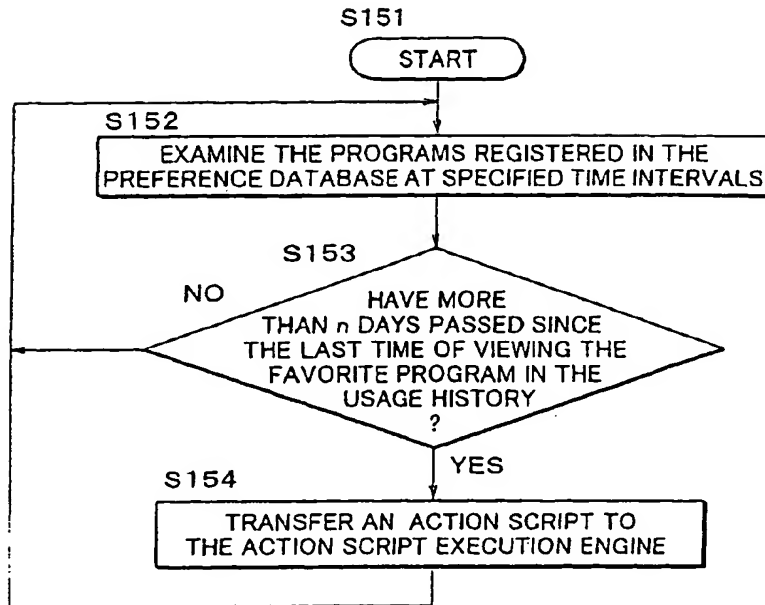 S151
START
S152
EXAMINE THE PROGRAMS REGISTERED IN THE
PREFERENCE DATABASE AT SPECIFIED TIME INTERVALS
S153
NO
HAVE MORE
THAN n DAYS PASSED SINCE
THE LAST TIME OF VIEWING THE
FAVORITE PROGRAM IN THE
USAGE HISTORY
?
YES
S154
TRANSFER AN ACTION SCRIPT TO
THE ACTION SCRIPT EXECUTION ENGINE